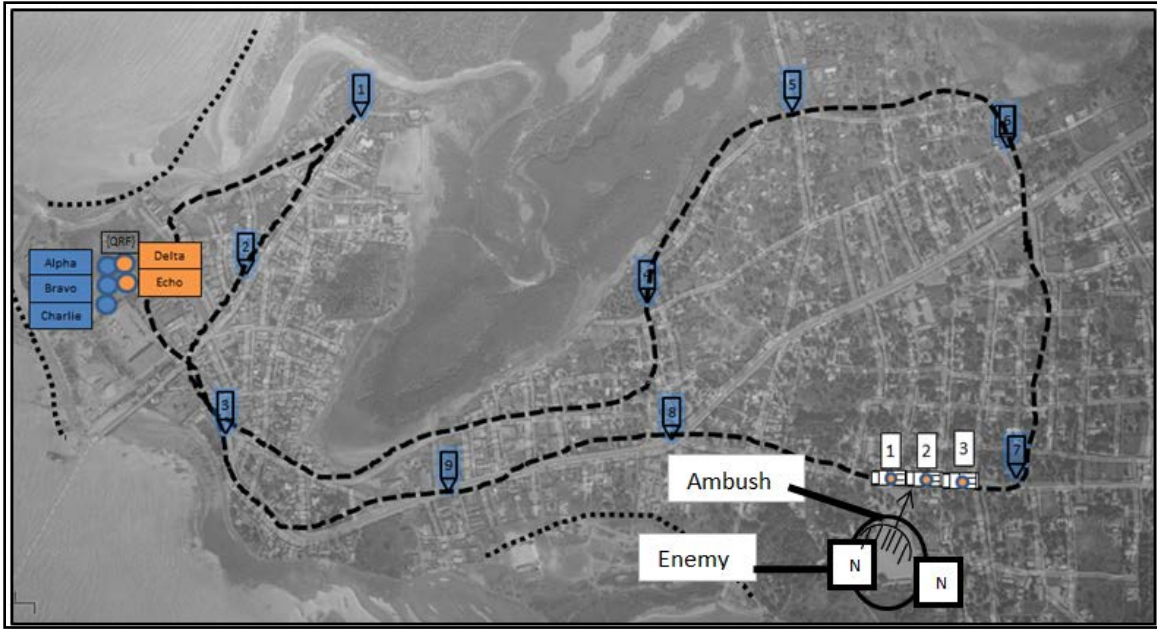 1
5
6
2
{QRF}
Alpha
Delta
Bravo
Echo
Charlie
4
3
8
9
7
1
2
3
Ambush
Enemy
N
N